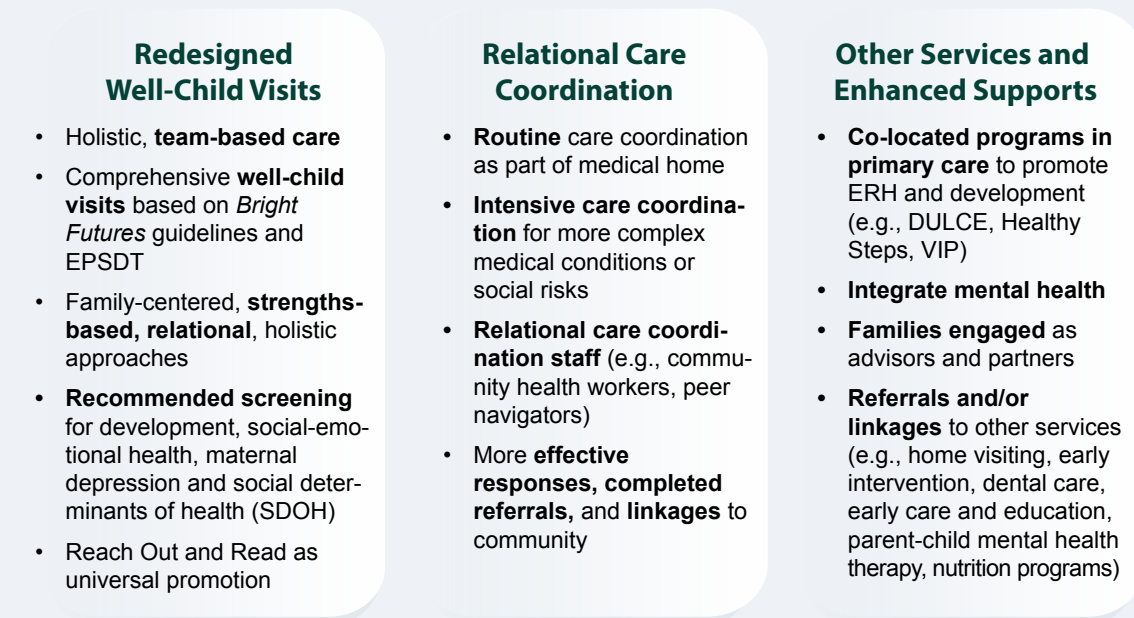 Redesigned
Well-Child Visits
• Holistic, team-based care
• Comprehensive well-child
visits based on Bright
Futures guidelines and
EPSDT
• Family-centered, strengths-
based, relational, holistic
approaches
• Recommended screening
for development, social-emo-
tional health, maternal
depression and social deter-
minants of health (SDOH)
• Reach Out and Read as
universal promotion
Relational Care
Coordination
• Routine care coordination
as part of medical home
• Intensive care coordina-
tion for more complex
medical conditions or
social risks
• Relational care coordi-
nation staff (e.g., commu-
nity health workers, peer
navigators)
• More effective
responses, completed
referrals, and linkages to
community
Other Services and
Enhanced Supports
• Co-located programs in
primary care to promote
ERH and development
(e.g., DULCE, Healthy
Steps, VIP)
• Integrate mental health
• Families engaged as
advisors and partners
• Referrals and/or
linkages to other services
(e.g., home visiting, early
intervention, dental care,
early care and education,
parent-child mental health
therapy, nutrition programs)